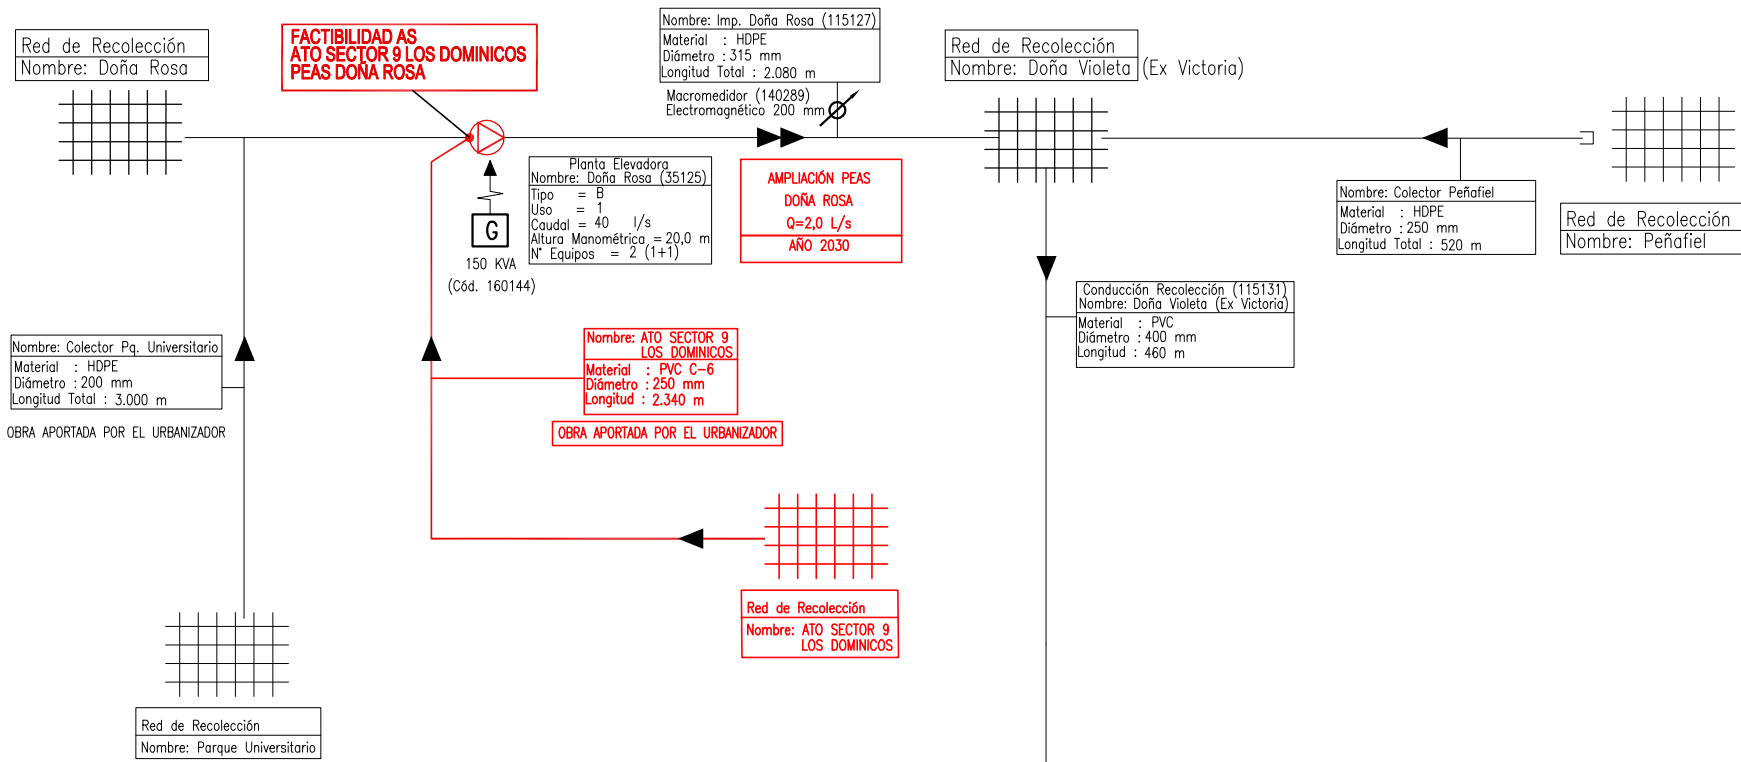 Red de Recolección
Nombre: Doña Rosa
FACTIBILIDAD AS
ATO SECTOR 9 LOS DOMINICOS
PEAS DOÑA ROSA
Nombre: Imp. Doña Rosa (115127)
Material : HDPE
Diámetro : 315 mm
Longitud Total : 2.080 m
Macromedidor (140289)
Electromagnético 200 mm
Red de Recolección
Nombre: Doña Violeta (Ex Victoria)
Planta Elevadora
Nombre: Doña Rosa (35125)
Tipo = B
Uso = 1
Caudal = 40 l/s
Altura Manométrica = 20,0 m
N° Equipos = 2 (1+1)
G
150 KVA
(Cód. 160144)
AMPLIACIÓN PEAS
DOÑA ROSA
Q=2,0 L/s
AÑO 2030
Nombre: Colector Peñafiel
Material : HDPE
Diámetro : 250 mm
Longitud Total : 520 m
Red de Recolección
Nombre: Peñafiel
Conducción Recolección (115131)
Nombre: Doña Violeta (Ex Victoria)
Material : PVC
Diámetro : 400 mm
Longitud : 460 m
Nombre: Colector Pq. Universitario
Material : HDPE
Diámetro : 200 mm
Longitud Total : 3.000 m
OBRA APORTADA POR EL URBANIZADOR
Nombre: ATO SECTOR 9
LOS DOMINICOS
Material : PVC C-6
Diámetro : 250 mm
Longitud : 2.340 m
OBRA APORTADA POR EL URBANIZADOR
Red de Recolección
Nombre: ATO SECTOR 9
LOS DOMINICOS
Red de Recolección
Nombre: Parque Universitario